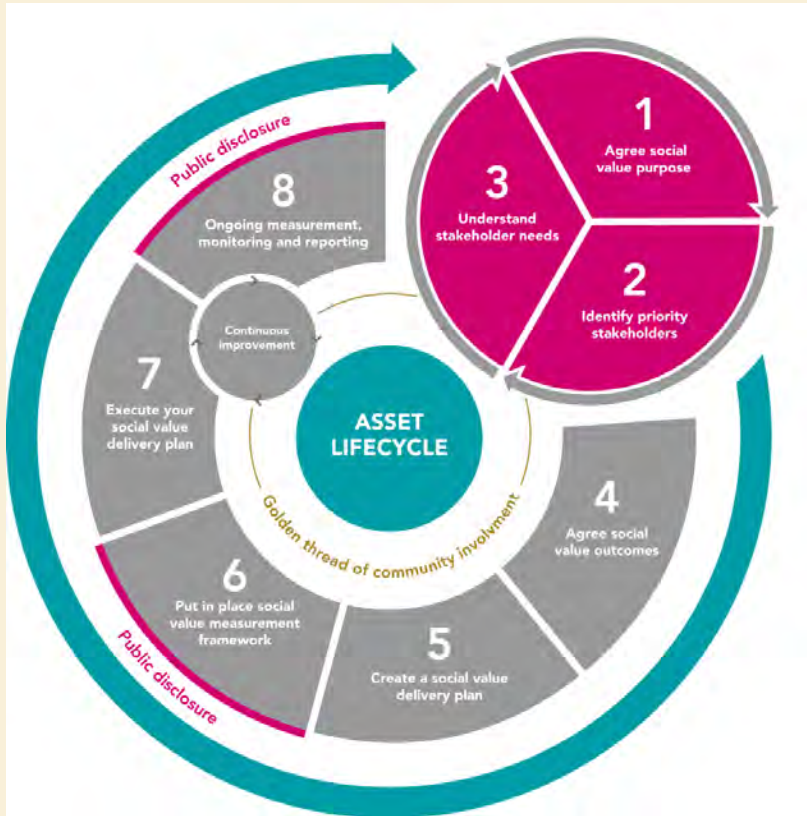 1
Agree social
value purpose
2
Identify priority
stakeholders
3
Understand
stakeholder needs
4
Agree social
value outcomes
5
Create a social value
delivery plan
6
Put in place social
value measurement
framework
Public disclosure
7
Execute your
social value
delivery plan
8
Ongoing measurement,
monitoring and reporting
Public disclosure
Continuous
improvement
ASSET
LIFECYCLE
Golden thread of community involvment